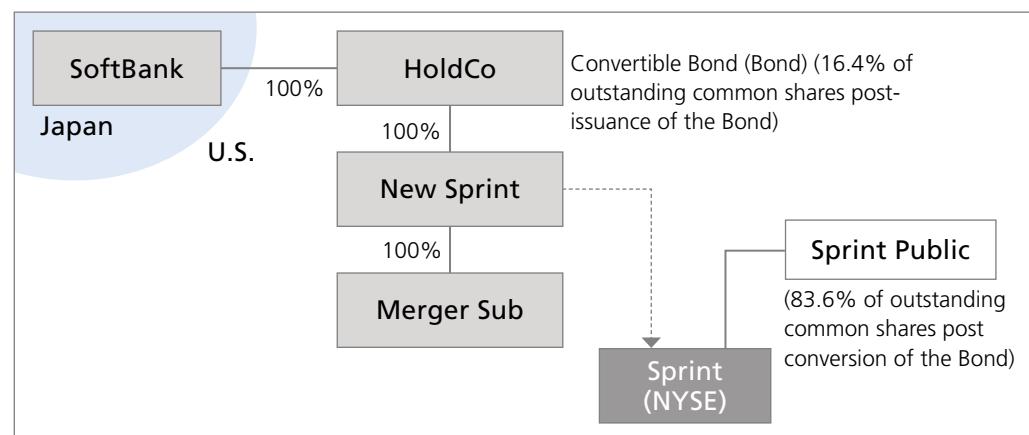 SoftBank
HoldCo
Convertible Bond (Bond) (16.4% of
outstanding common shares post-
issuance of the Bond)
100%
Japan
U.S.
100%
New Sprint
100%
Sprint Public
Merger Sub
(83.6% of outstanding
common shares post
conversion of the Bond)
Sprint
(NYSE)